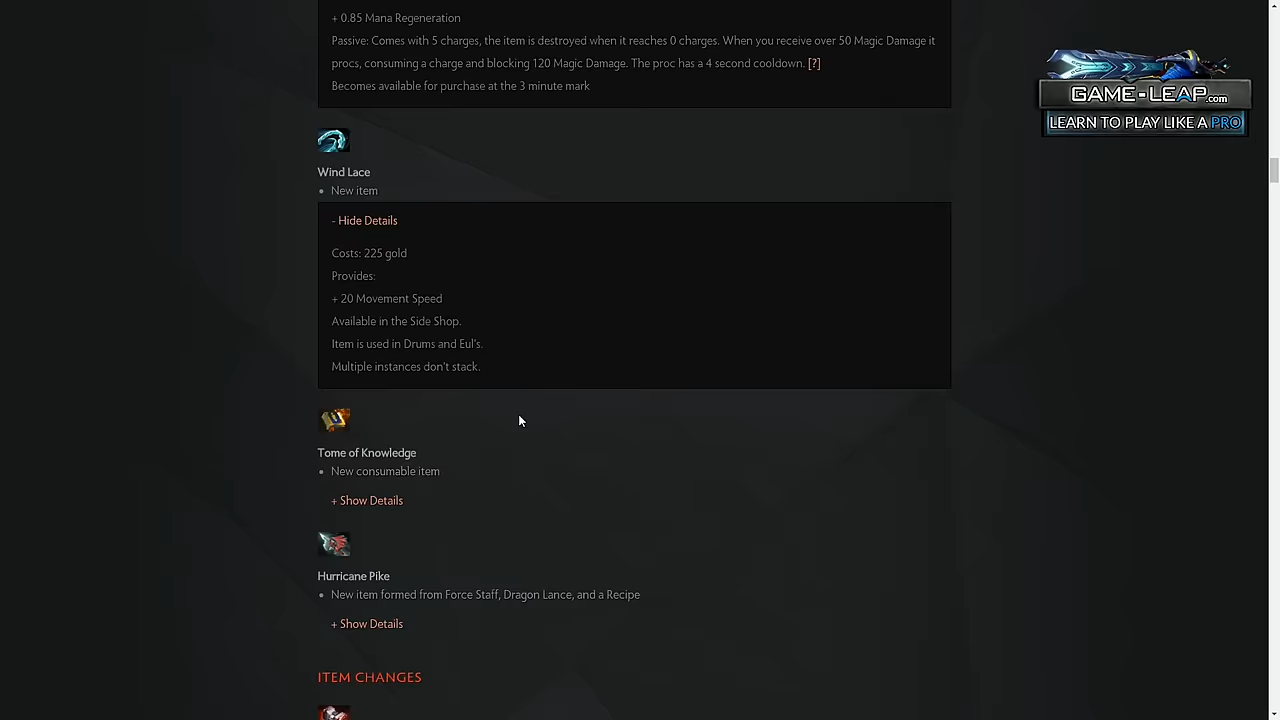 + 0.85 Mana Regeneration
Passive: Comes with 5 charges, the item is destroyed when it reaches 0 charges. When you receive over 50 Magic Damage it
procs, consuming a charge and blocking 120 Magic Damage. The proc has a 4 second cooldown. [?]
Becomes available for purchase at the 3 minute mark
GAME-LEAP.com
LEARN TO PLAY LIKE A PRO
Wind Lace
• New item
- Hide Details
Costs: 225 gold
Provides:
+ 20 Movement Speed
Available in the Side Shop.
Item is used in Drums and Eul's.
Multiple instances don't stack.
Tome of Knowledge
• New consumable item
+ Show Details
Hurricane Pike
• New item formed from Force Staff, Dragon Lance, and a Recipe
+ Show Details
ITEM CHANGES